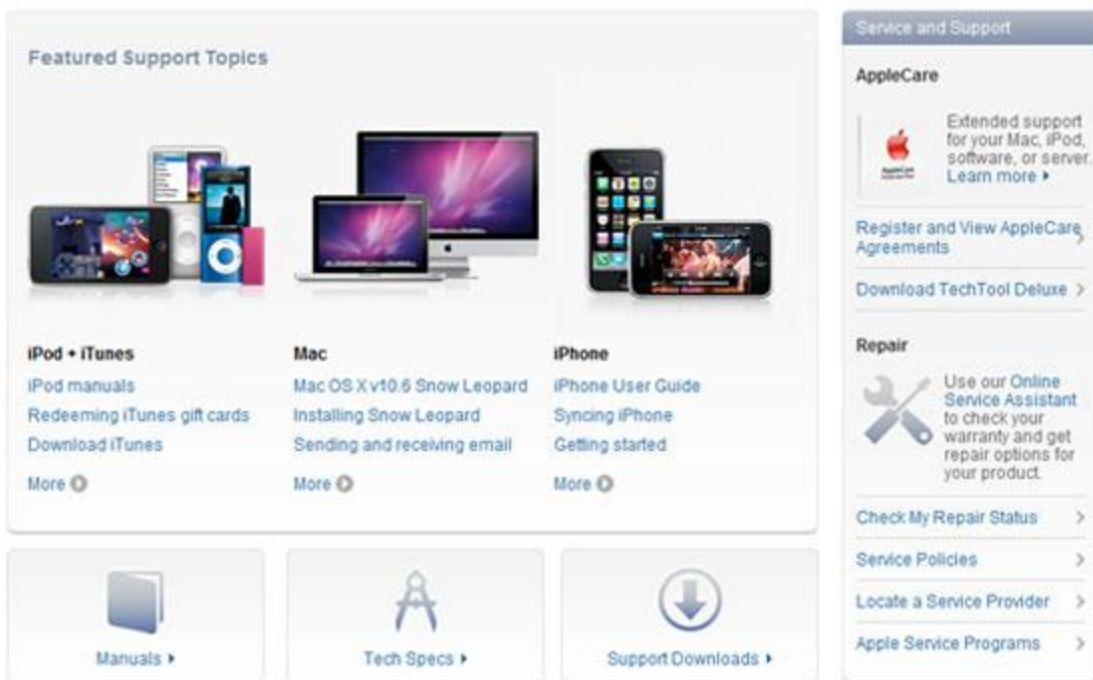 Featured Support Topics
iPod + iTunes
iPod manuals
Redeeming iTunes gift cards
Download iTunes
More
Mac
Mac OS X v10.6 Snow Leopard
Installing Snow Leopard
Sending and receiving email
More
iPhone
iPhone User Guide
Syncing iPhone
Getting started
More
Manuals
Tech Specs
Support Downloads
Service and Support
AppleCare
Extended support
for your Mac, iPod,
software, or server.
Learn more
Register and View AppleCare
Agreements
Download TechTool Deluxe
Repair
Use our Online
Service Assistant
to check your
warranty and get
repair options for
your product.
Check My Repair Status
Service Policies
Locate a Service Provider
Apple Service Programs